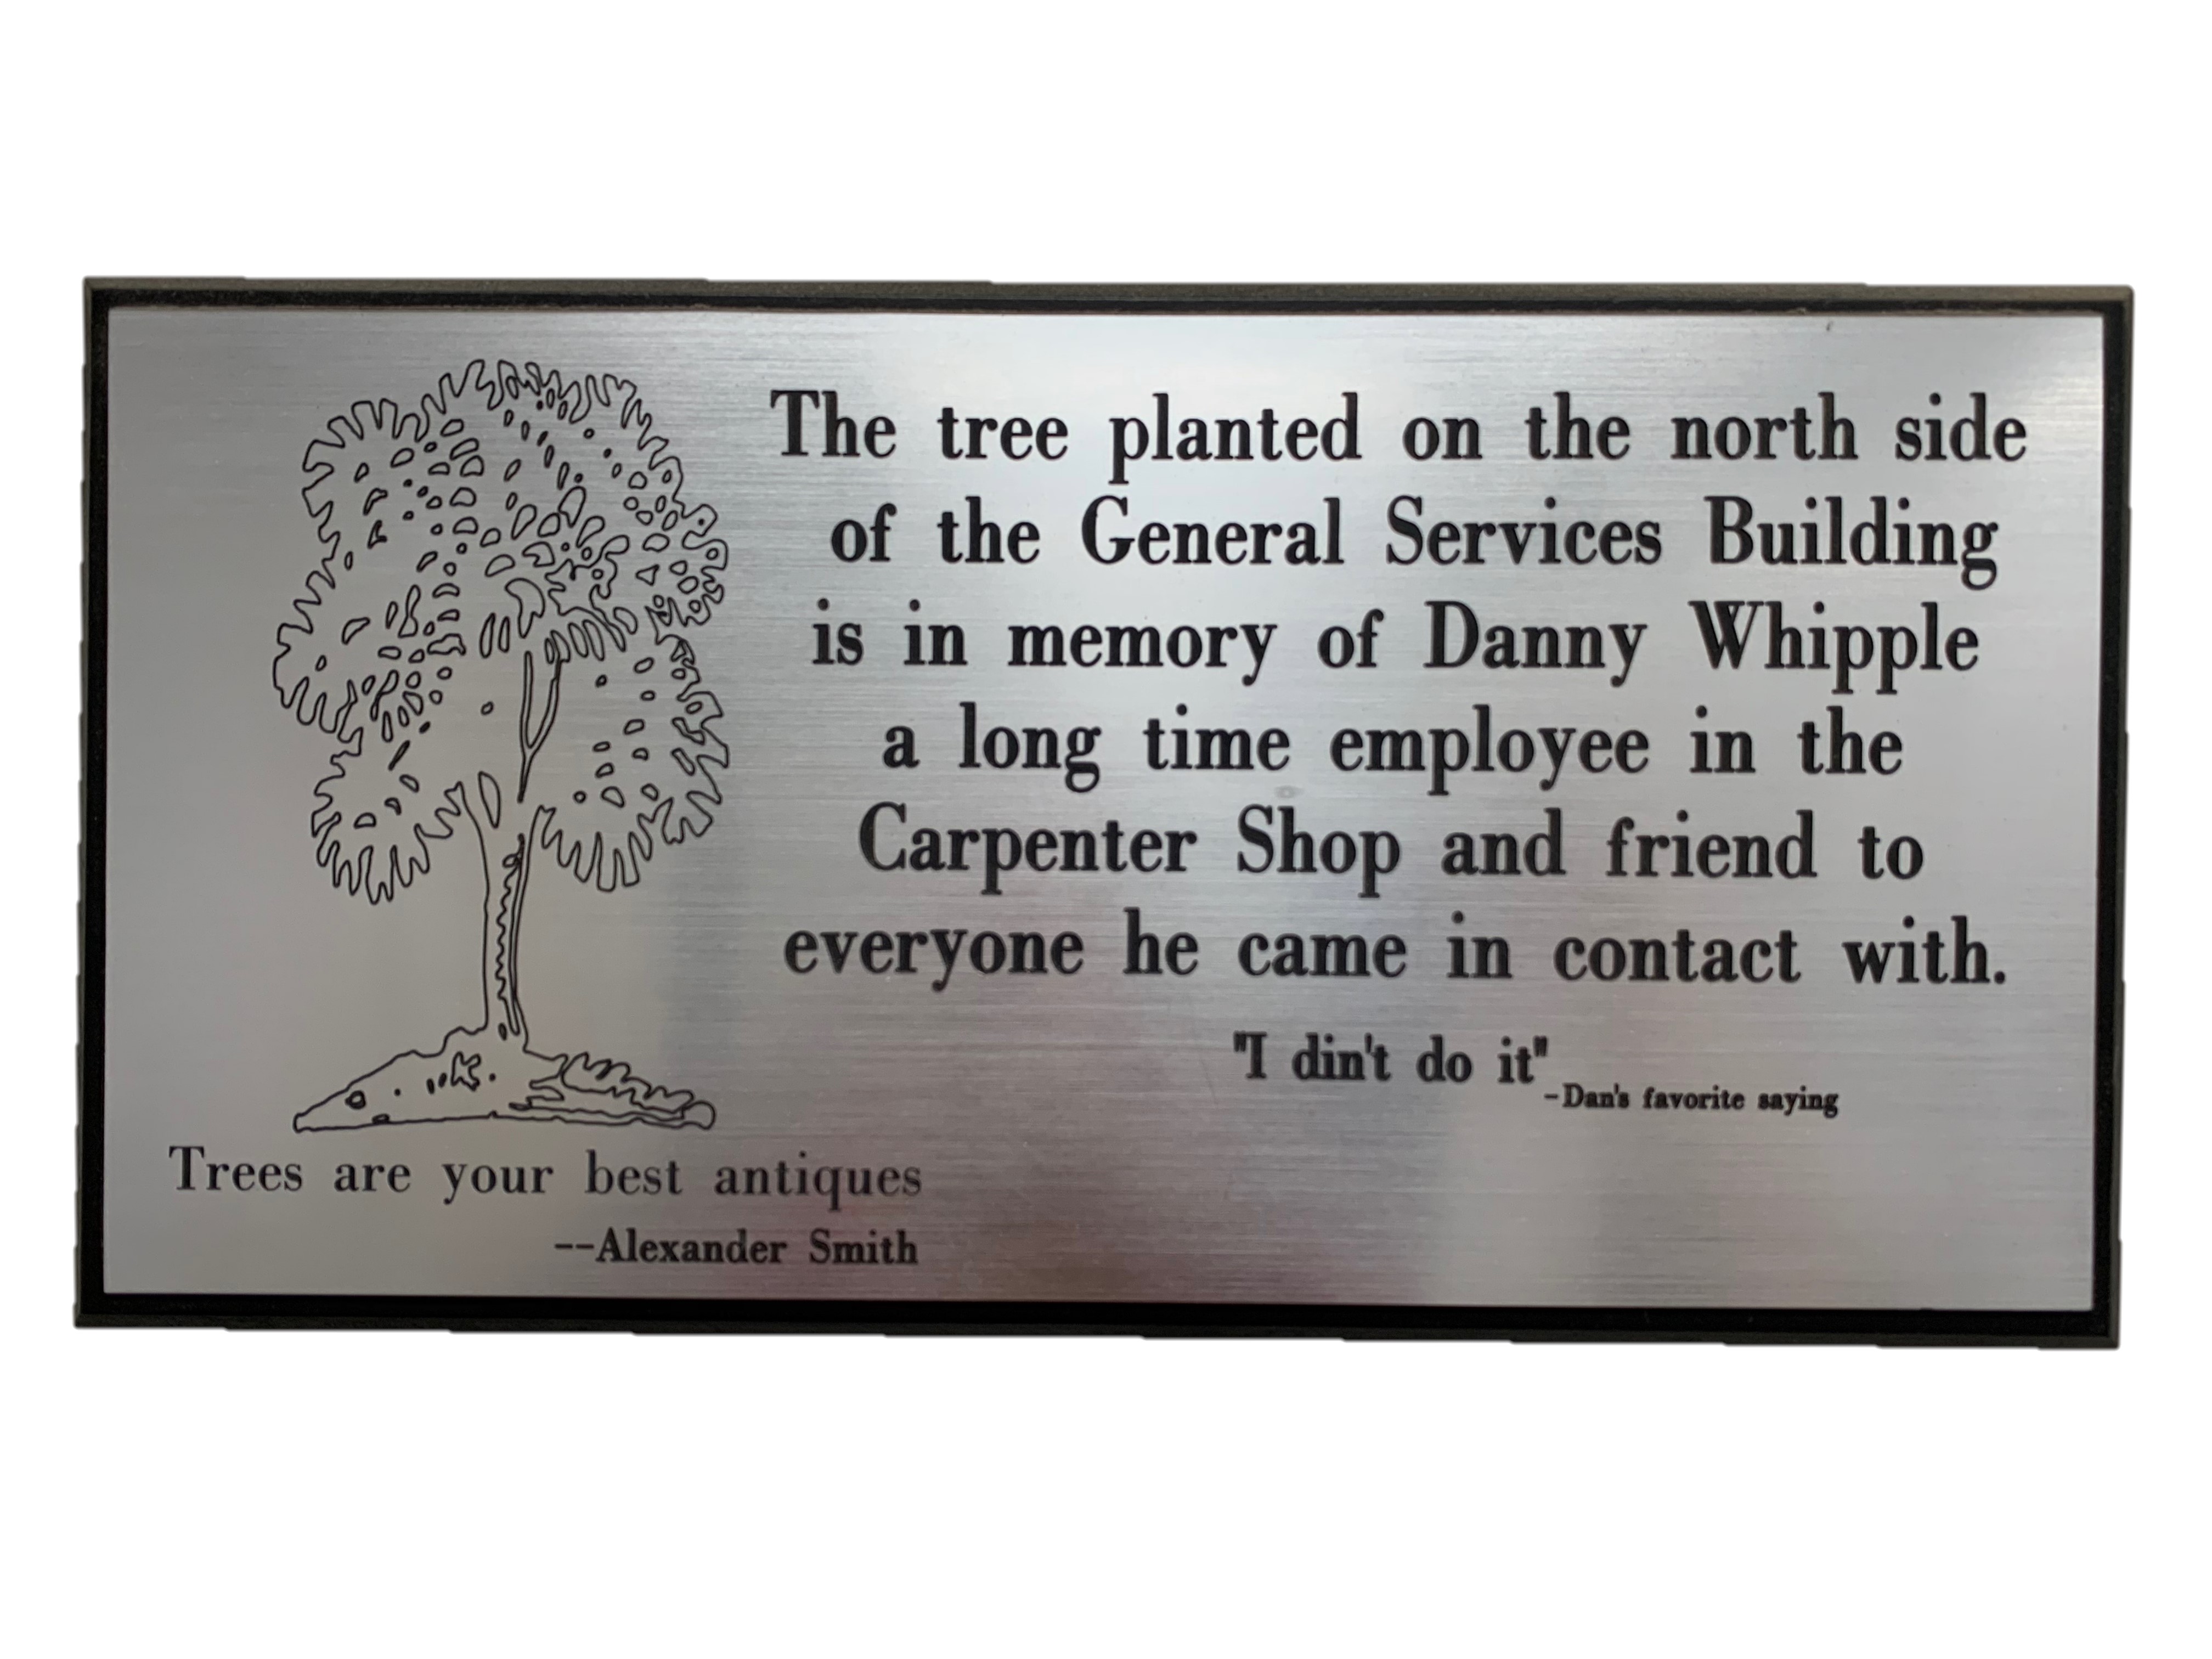 The tree planted on the north side
of the General Services Building
is in memory of Danny Whipple
a long time employee in the
Carpenter Shop and friend to
everyone he came in contact with.
"I din't do it"
-Dan's favorite saying
Trees are your best antiques
--Alexander Smith